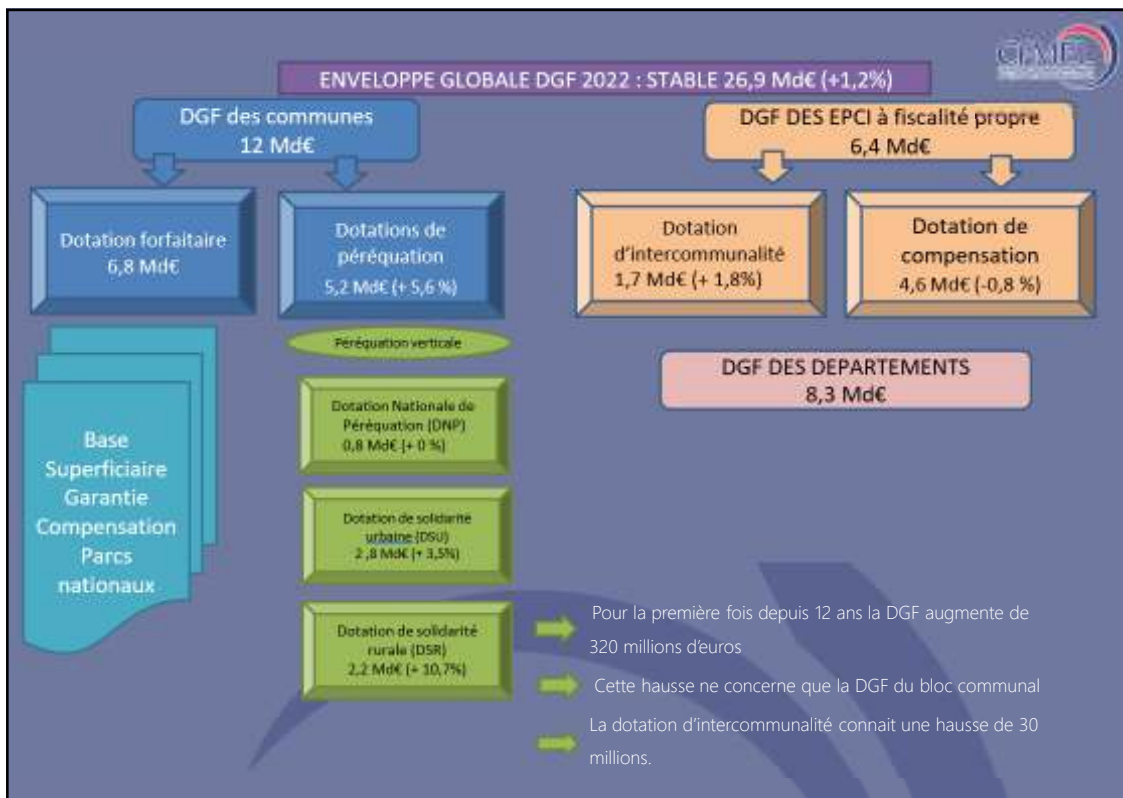 CFMEL
ENVELOPPE GLOBALE DGF 2022 : STABLE 26,9 Md€ (+1,2%)
DGF des communes
12 Md€
DGF DES EPCI à fiscalité propre
6,4 Md€
Dotation forfaitaire
6,8 Md€
Dotations de
péréquation
5,2 Md€ (+ 5,6 %)
Dotation
d'intercommunalité
1,7 Md€ (+ 1,8%)
Dotation de
compensation
4,6 Md€ (-0,8 %)
Péréquation verticale
DGF DES DEPARTEMENTS
8,3 Md€
Base
Superficiaire
Garantie
Compensation
Parcs
nationaux
Dotation Nationale de
Péréquation (DNP)
0,8 Md€ (+ 0 %)
Dotation de solidarité
urbaine (DSU)
2 ,8 Md€ (+ 3,5%)
Dotation de solidarité
rurale (DSR)
2,2 Md€ (+ 10,7%)
Pour la première fois depuis 12 ans la DGF augmente de
320 millions d'euros
Cette hausse ne concerne que la DGF du bloc communal
La dotation d'intercommunalité connait une hausse de 30
millions.